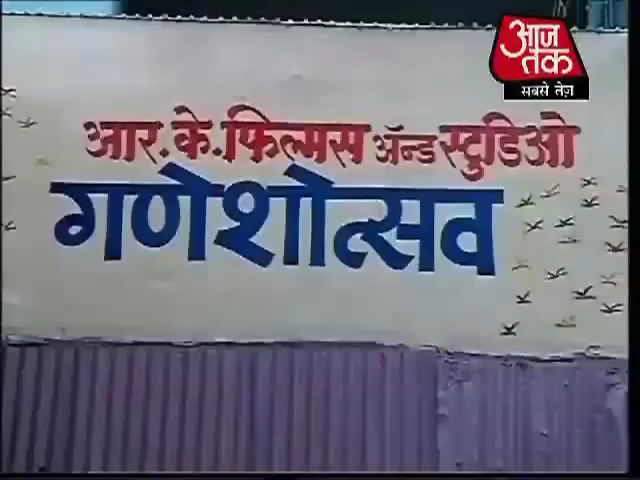 आज
तक
सबसे तेज़
आर. के. फिल्मस अ‍ॅन्ड स्टुडिओ
गणेशोत्सव